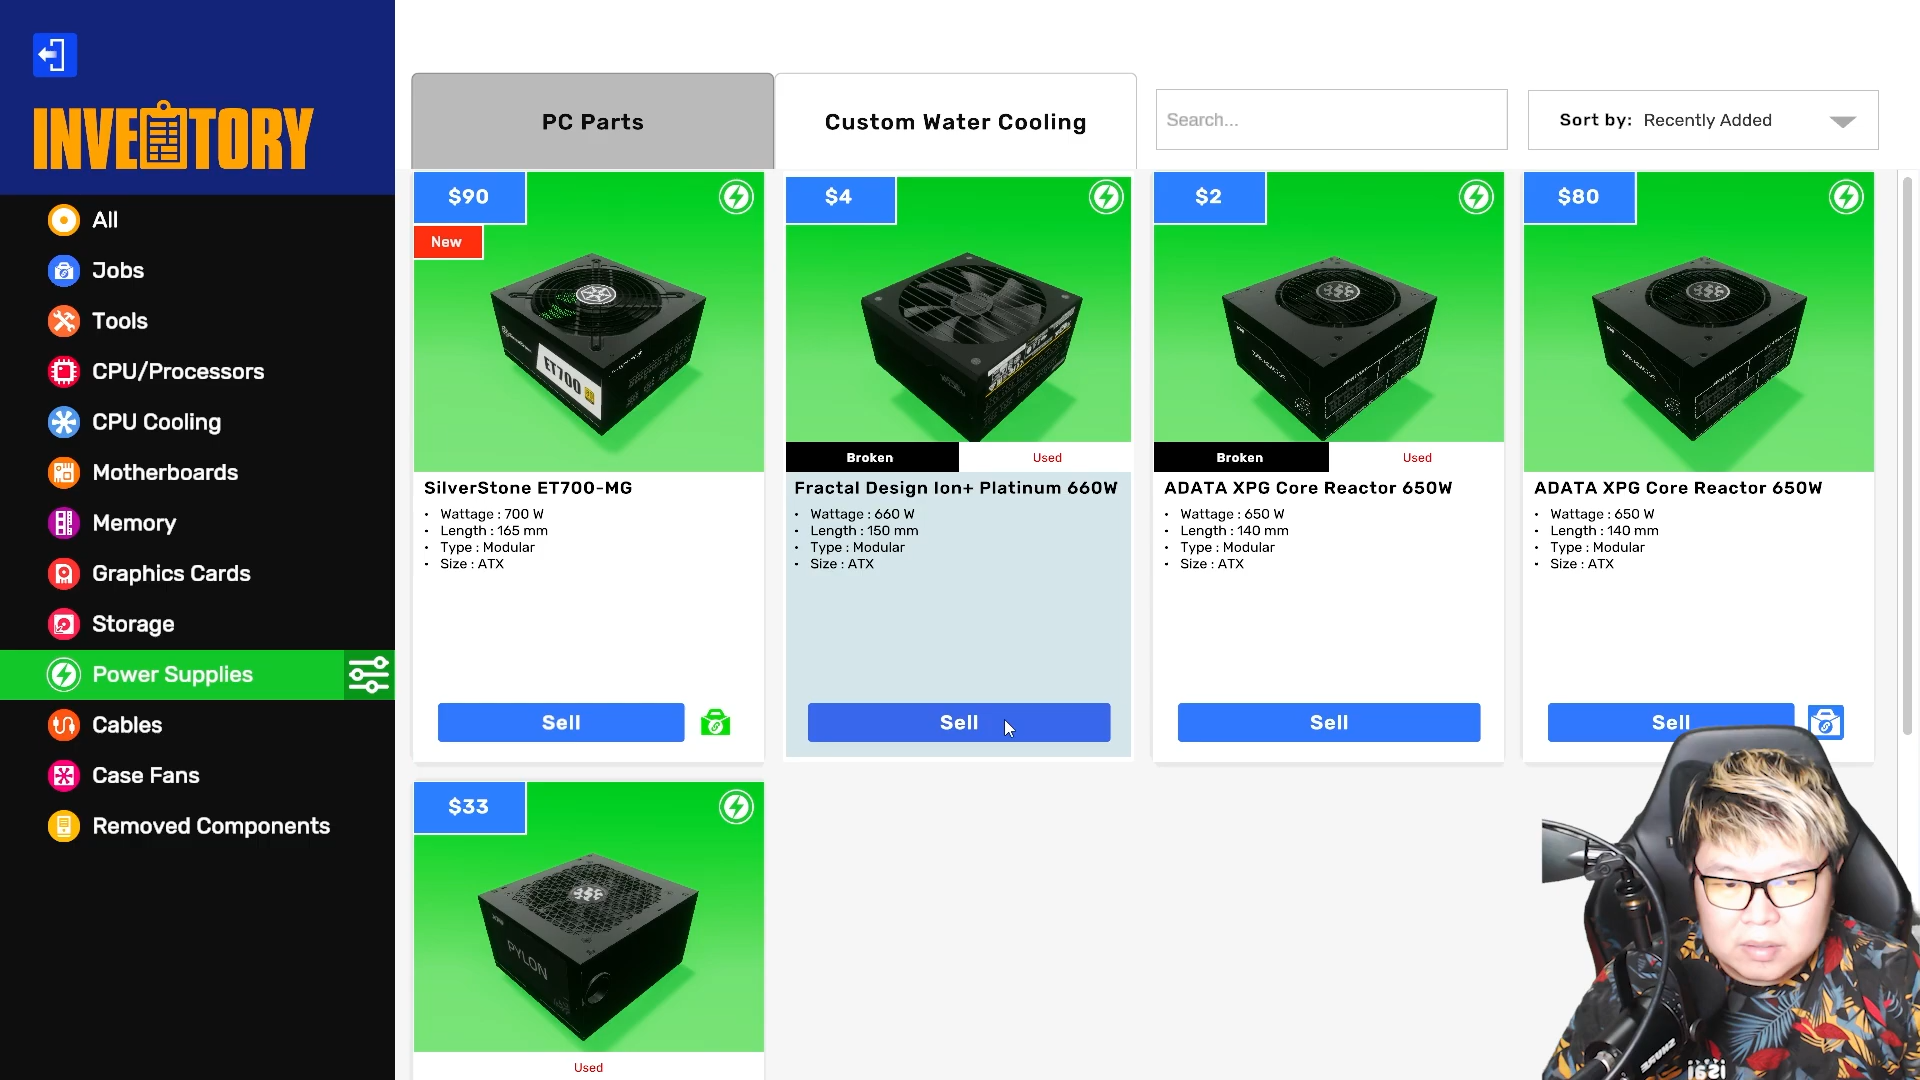 INVENTORY
All
Jobs
Tools
CPU/Processors
CPU Cooling
Motherboards
Memory
Graphics Cards
Storage
Power Supplies
Cables
Case Fans
Removed Components
PC Parts
Custom Water Cooling
Search...
Sort by: Recently Added
$90
New
ET700
SilverStone ET700-MG
• Wattage : 700 W
• Length : 165 mm
• Type : Modular
• Size : ATX
Sell
$4
Broken
Used
Fractal Design Ion+ Platinum 660W
• Wattage : 660 W
• Length : 150 mm
• Type : Modular
• Size : ATX
Sell
$2
Broken
Used
ADATA XPG Core Reactor 650W
• Wattage : 650 W
• Length : 140 mm
• Type : Modular
• Size : ATX
Sell
$80
ADATA XPG Core Reactor 650W
• Wattage : 650 W
• Length : 140 mm
• Type : Modular
• Size : ATX
Sell
$33
PYLON
Used